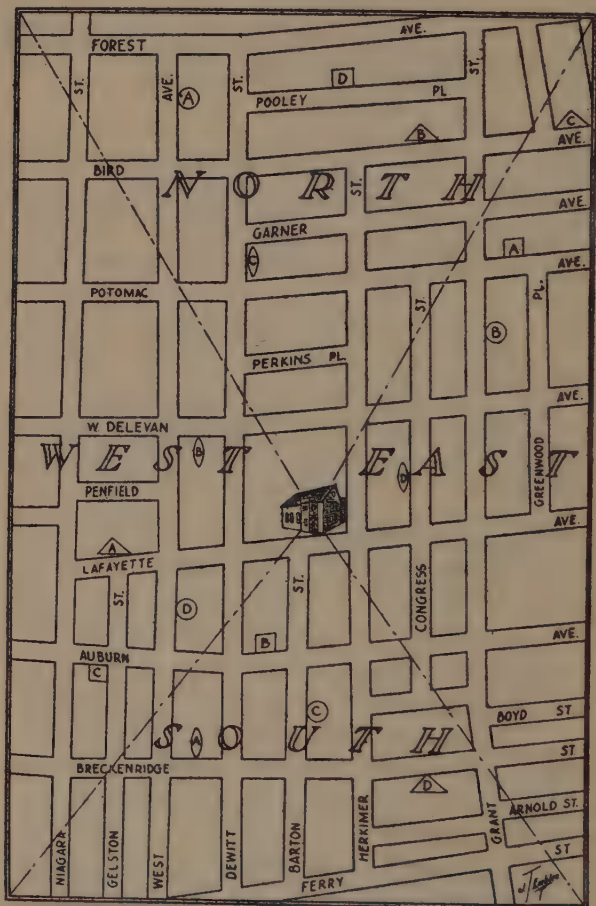 AVE.
FOREST
ST.
AVE.
ST.
ST.
D
A
POOLEY PL.
B
C
AVE.
BIRD
NORTH
ST.
AVE.
GARNER
A
C
AVE.
POTOMAC
ST.
PL.
B
PERKINS PL.
AVE.
W. DELEVAN
B
WEST EAST
D
GREENWOOD
PENFIELD
AVE.
A
LAFAYETTE
ST.
ST.
CONGRESS
D
B
AVE.
AUBURN
C
C
BOYD ST
SOUTH
A
ST
BRECKENRIDGE
D
ARNOLD ST.
NIAGARA
GELSTON
WEST
DEWITT
BARTON
HERKIMER
GRANT
ST
FERRY